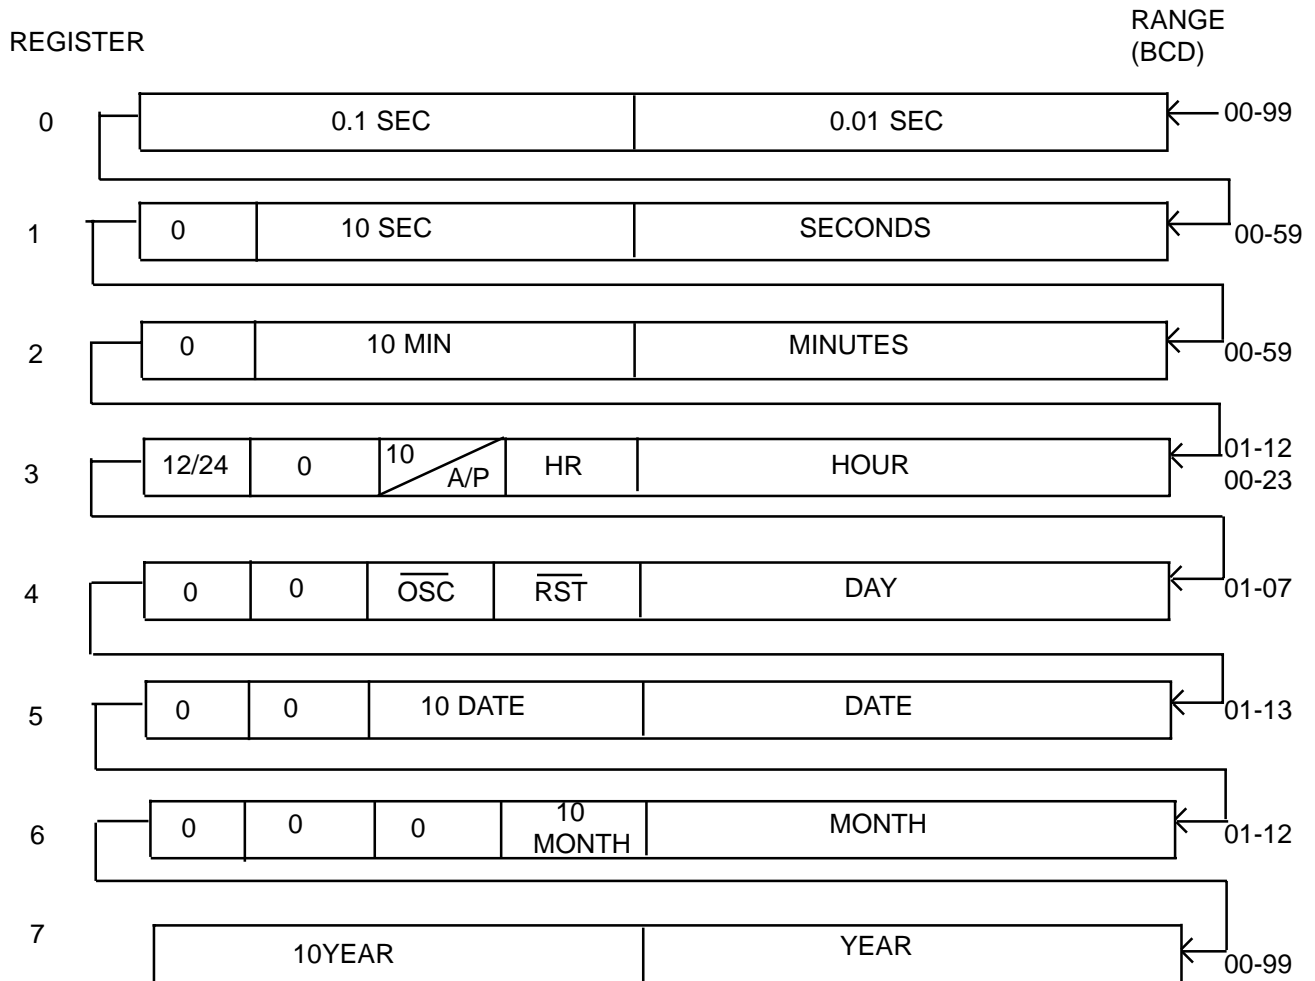 REGISTER
RANGE
(BCD)
0
0.1 SEC
0.01 SEC
00-99
1
0
10 SEC
SECONDS
00-59
2
0
10 MIN
MINUTES
00-59
3
12/24
0
10
A/P
HR
HOUR
01-12
00-23
4
0
0
OSC
RST
DAY
01-07
5
0
0
10 DATE
DATE
01-13
6
0
0
0
10
MONTH
MONTH
01-12
7
10YEAR
YEAR
00-99